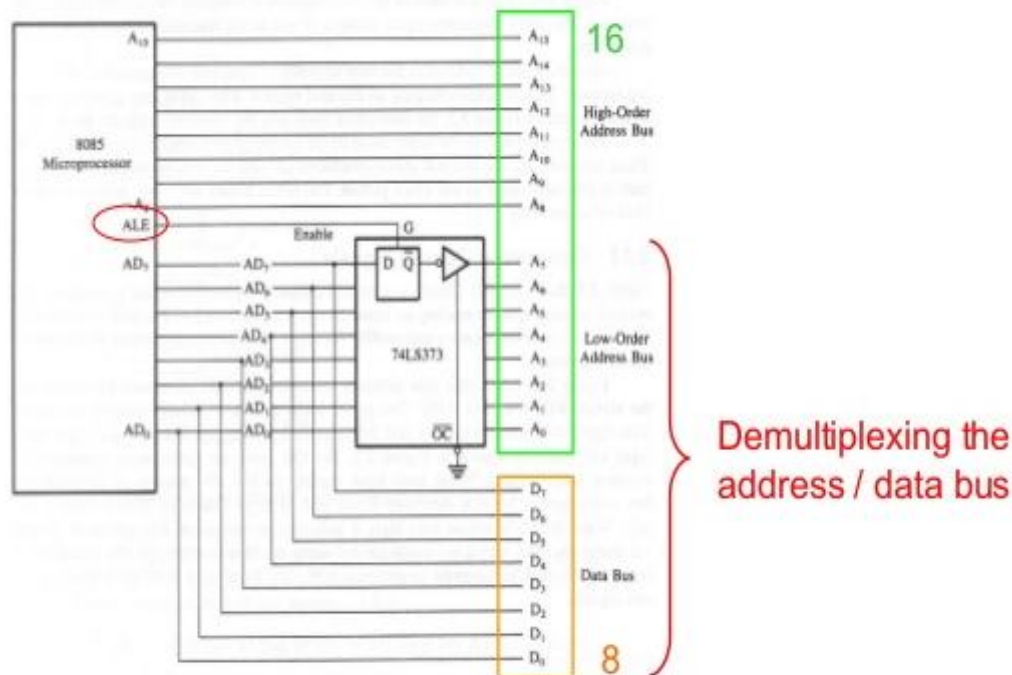 A₁₅
A₁₅
16
A₁₄
A₁₃
A₁₂
High-Order
Address Bus
A₁₁
8085
Microprocessor
A₁₀
A₉
A₈
A₈
ALE
Enable
G
AD₇
AD₇
D Q̅
A₇
AD₆
A₆
AD₅
A₅
AD₄
A₄
Low-Order
Address Bus
AD₃
74LS373
A₃
AD₂
A₂
AD₁
A₁
AD₀
AD₀
O̅C̅
A₀
Demultiplexing the
address / data bus
D₇
D₆
D₅
D₄
Data Bus
D₃
D₂
D₁
D₀
8